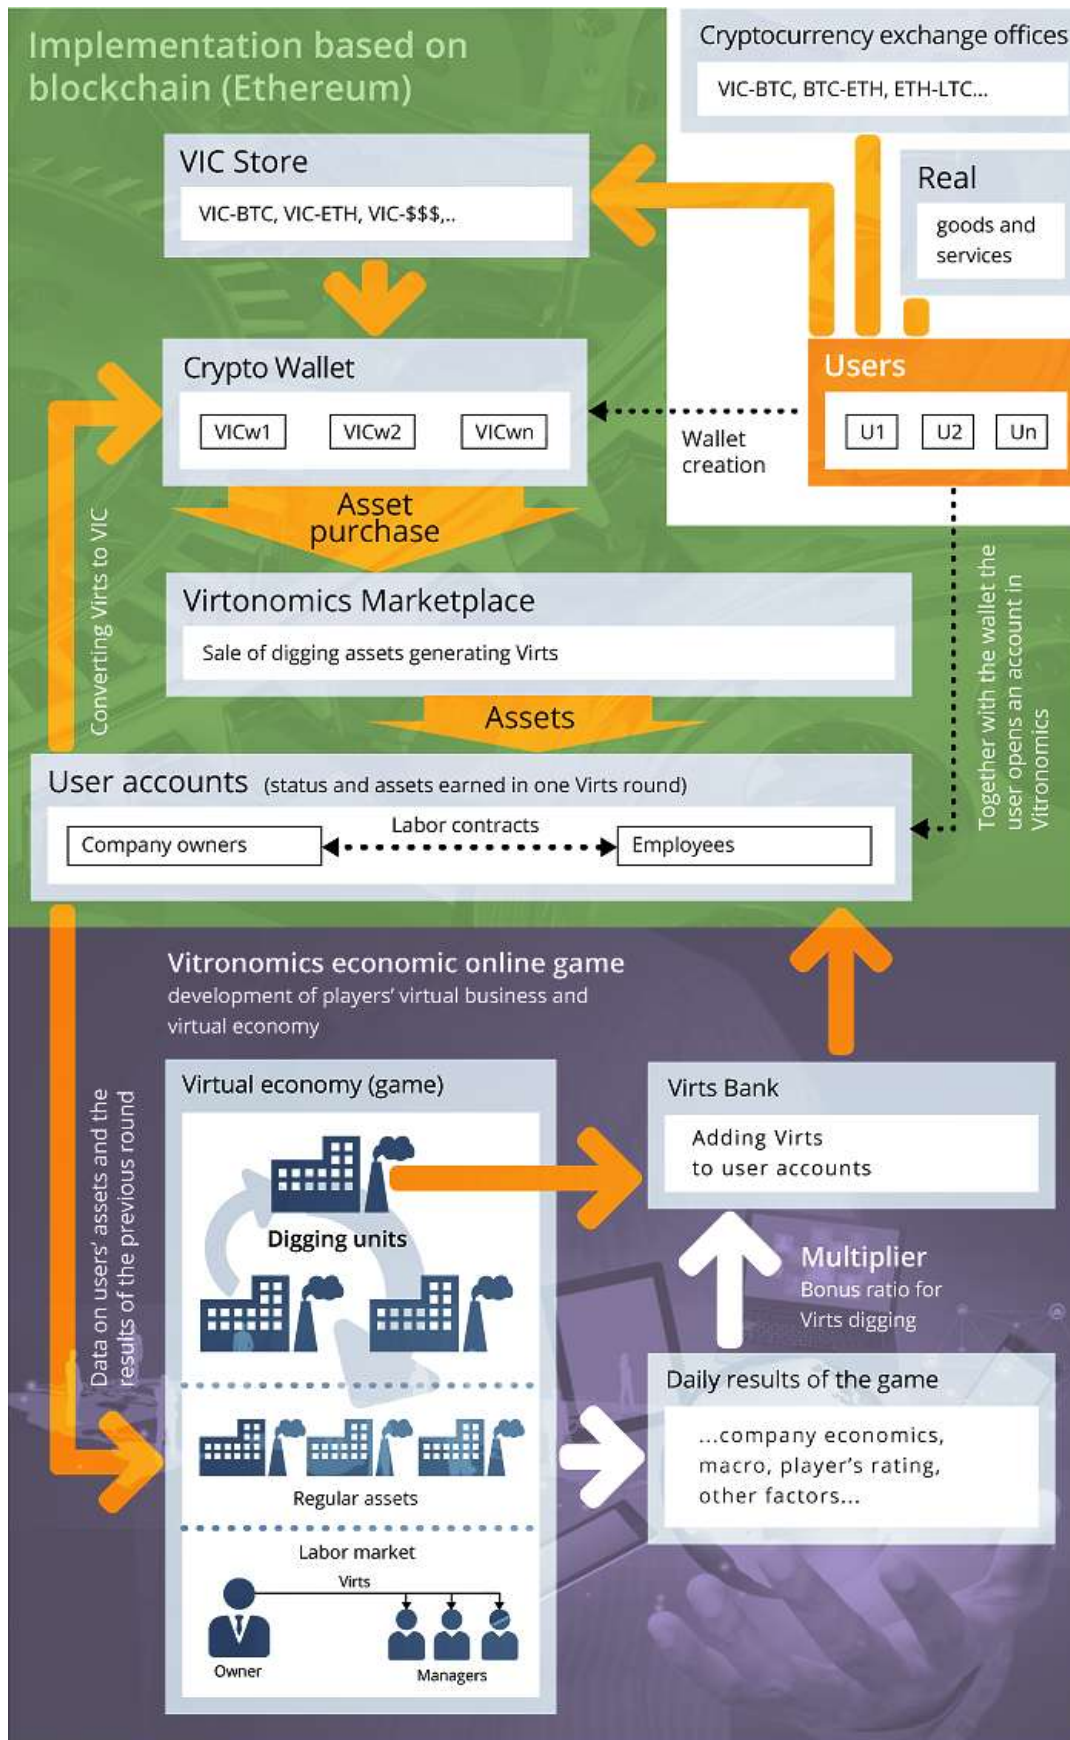 Implementation based on
blockchain (Ethereum)
Cryptocurrency exchange offices
VIC-BTC, BTC-ETH, ETH-LTC...
VIC Store
VIC-BTC, VIC-ETH, VIC-$$$,..
Real
goods and
services
Crypto Wallet
VICw1
VICw2
VICwn
Users
U1
U2
Un
Wallet
creation
Asset
purchase
Converting Virts to VIC
Together with the wallet the
user opens an account in
Vitronomics
Virtonomics Marketplace
Sale of digging assets generating Virts
Assets
User accounts (status and assets earned in one Virts round)
Company owners
Labor contracts
Employees
Vitronomics economic online game
development of players' virtual business and
virtual economy
Data on users' assets and the
results of the previous round
Virtual economy (game)
Digging units
Regular assets
Labor market
Virts
Owner
Managers
Virts Bank
Adding Virts
to user accounts
Multiplier
Bonus ratio for
Virts digging
Daily results of the game
...company economics,
macro, player's rating,
other factors...